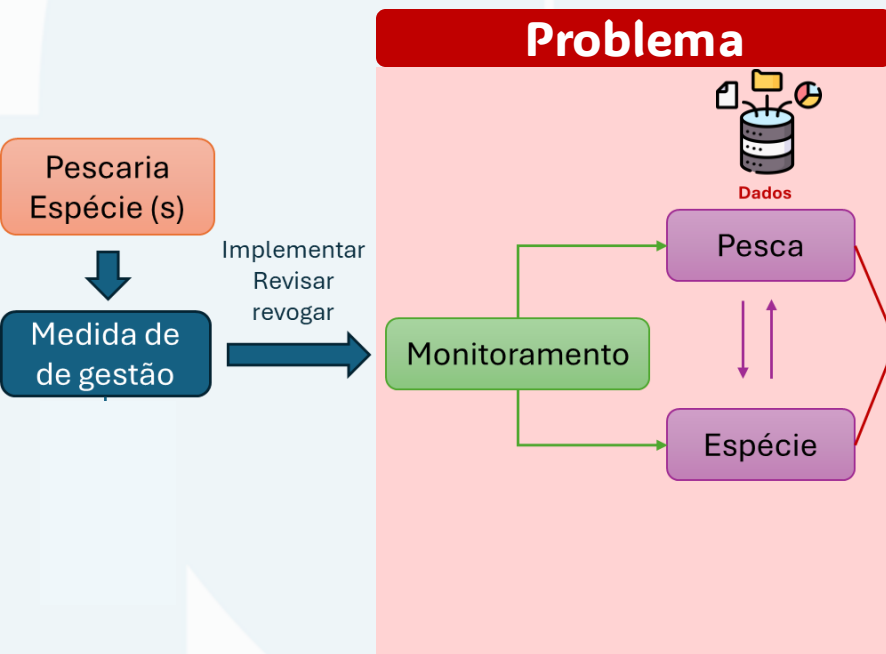 Problema
Pescaria
Espécie (s)
Dados
Pesca
Implementar
Revisar
revogar
Medida de
de gestão
Monitoramento
Espécie